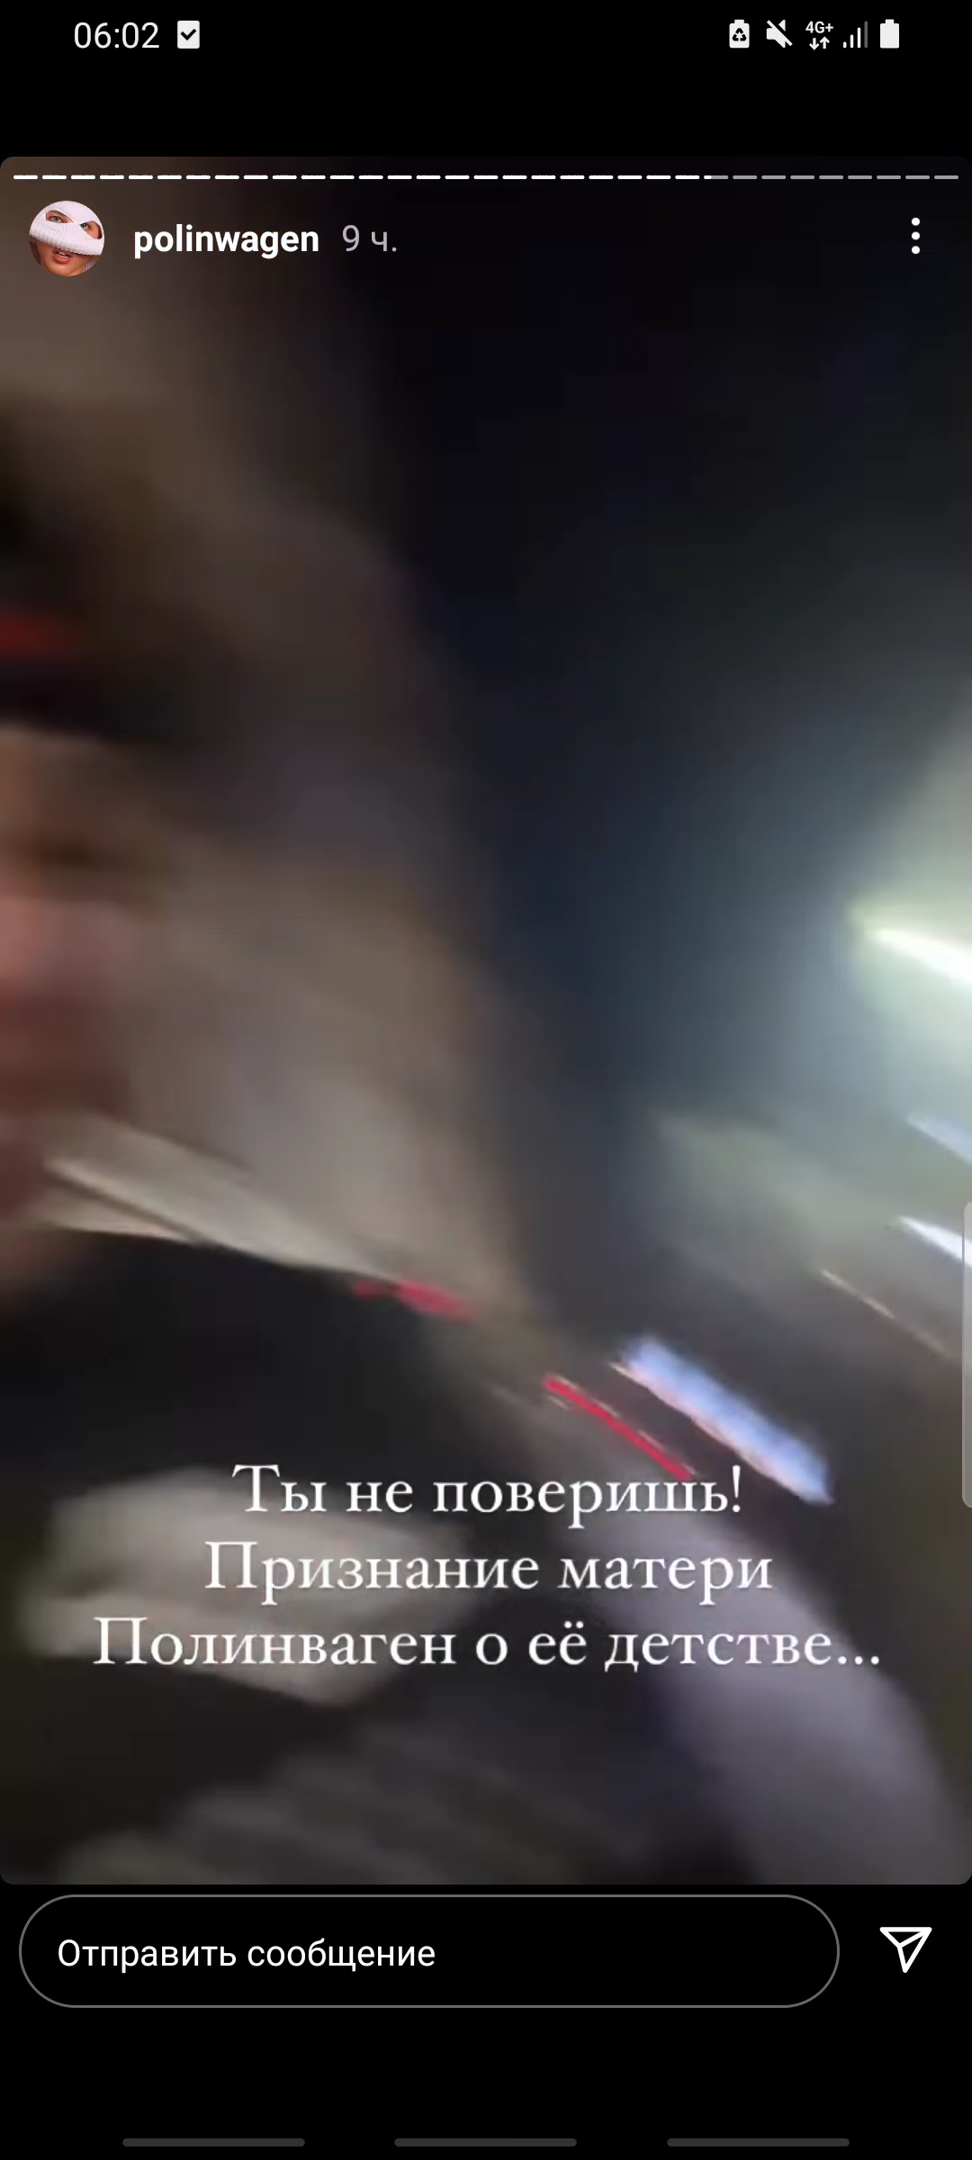 06:02
4G+
polinwagen 9 ч.
Ты не поверишь!
Признание матери
Полинваген о её детстве...
Отправить сообщение